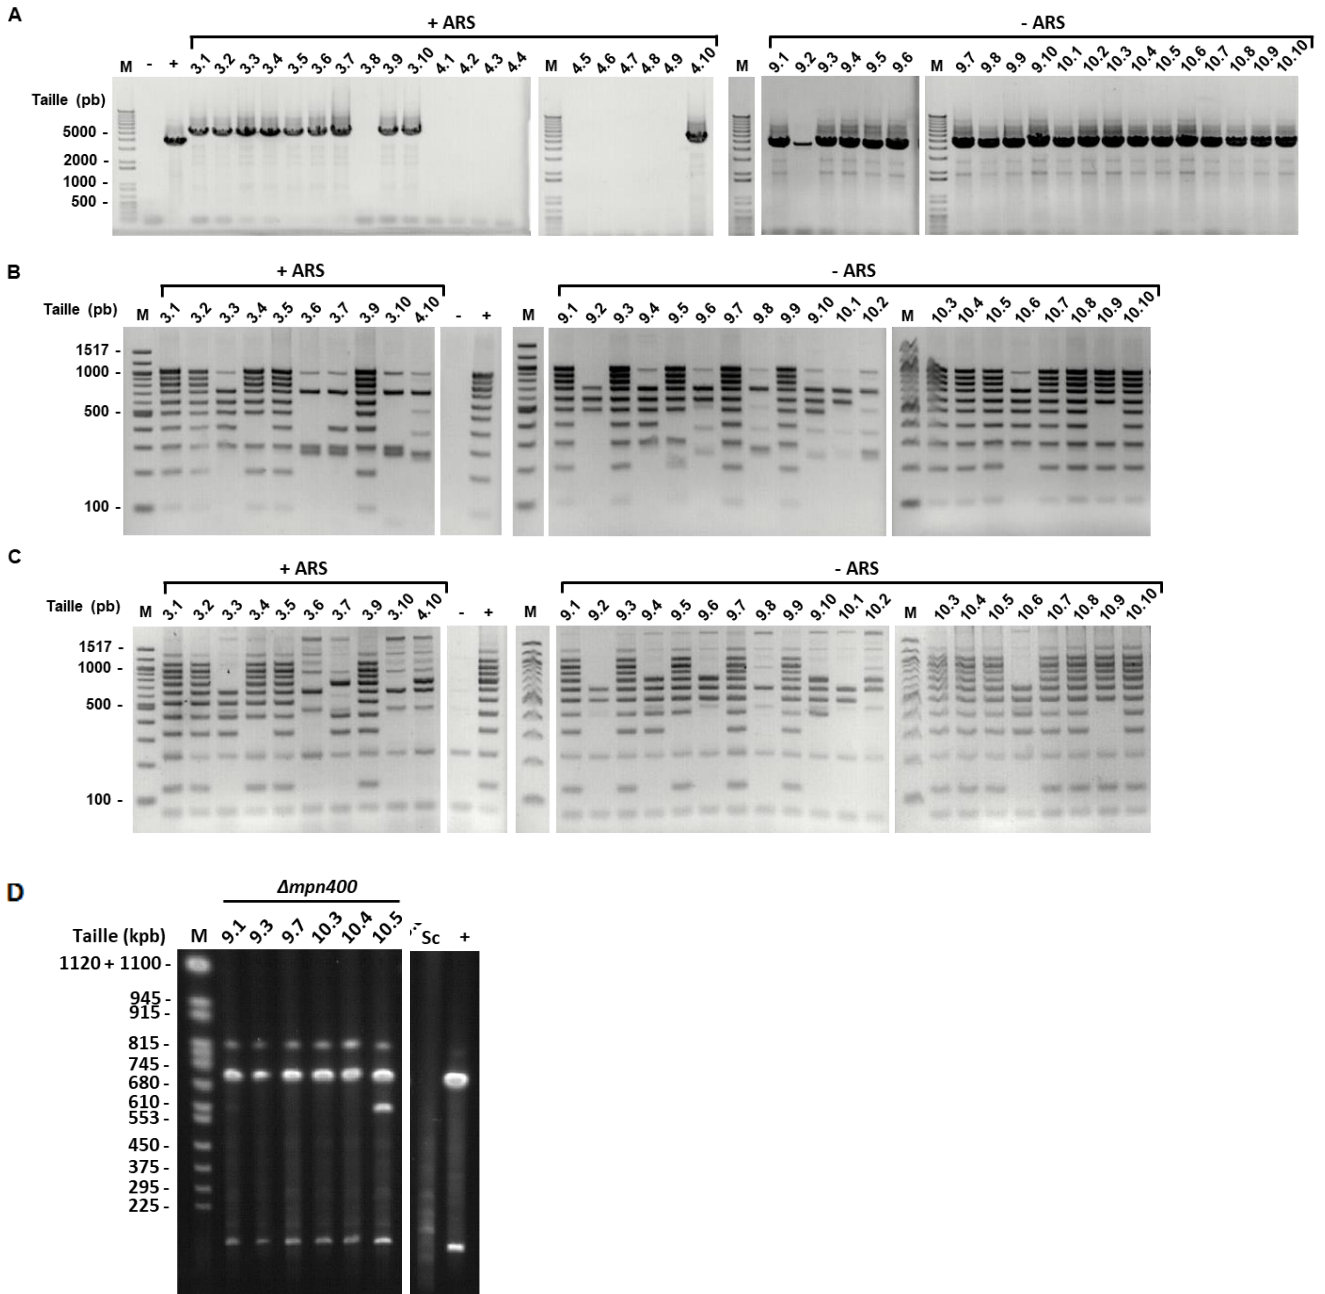 A
+ ARS
- ARS
M - + 3.1 3.2 3.3 3.4 3.5 3.6 3.7 3.8 3.9 3.10 4.1 4.2 4.3 4.4 M 4.5 4.6 4.7 4.8 4.9 4.10 M 9.1 9.2 9.3 9.4 9.5 9.6 M 9.7 9.8 9.9 9.10 10.1 10.2 10.3 10.4 10.5 10.6 10.7 10.8 10.9 10.10
Taille (pb)
5000 -
2000 -
1000 -
500 -
B
+ ARS
- ARS
Taille (pb) M 3.1 3.2 3.3 3.4 3.5 3.6 3.7 3.9 3.10 4.10 - + M 9.1 9.2 9.3 9.4 9.5 9.6 9.7 9.8 9.9 9.10 10.1 10.2 M 10.3 10.4 10.5 10.6 10.7 10.8 10.9 10.10
1517 -
1000 -
500 -
100 -
C
+ ARS
- ARS
Taille (pb) M 3.1 3.2 3.3 3.4 3.5 3.6 3.7 3.9 3.10 4.10 - + M 9.1 9.2 9.3 9.4 9.5 9.6 9.7 9.8 9.9 9.10 10.1 10.2 M 10.3 10.4 10.5 10.6 10.7 10.8 10.9 10.10
1517 -
1000 -
500 -
100 -
D
Δmpn400
Taille (kpb) M 9.1 9.3 9.7 10.3 10.4 10.5 Sc +
1120 + 1100 -
945 -
915 -
815 -
745 -
680 -
610 -
553 -
450 -
375 -
295 -
225 -